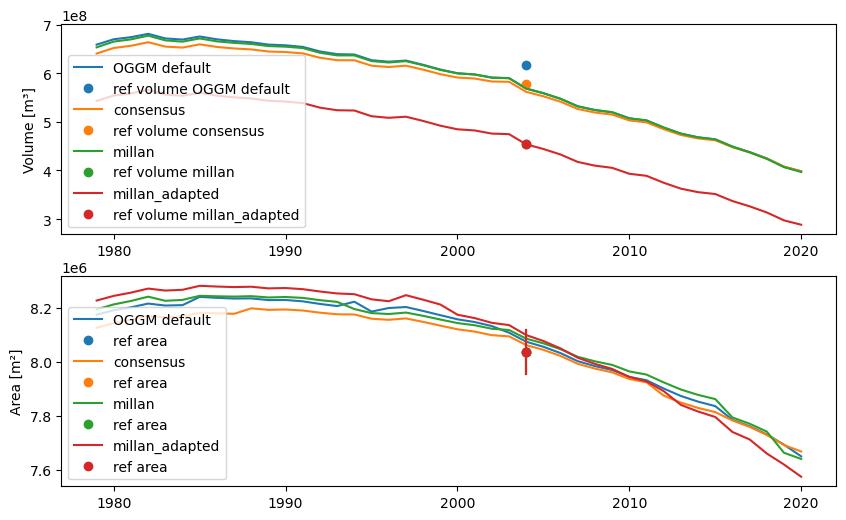 1e8
7
6
5
4
3
Volume [m³]
OGGM default
ref volume OGGM default
consensus
ref volume consensus
millan
ref volume millan
millan_adapted
ref volume millan_adapted
1980 1990 2000 2010 2020
1e6
8.2
8.0
7.8
7.6
Area [m²]
OGGM default
ref area
consensus
ref area
millan
ref area
millan_adapted
ref area
1980 1990 2000 2010 2020